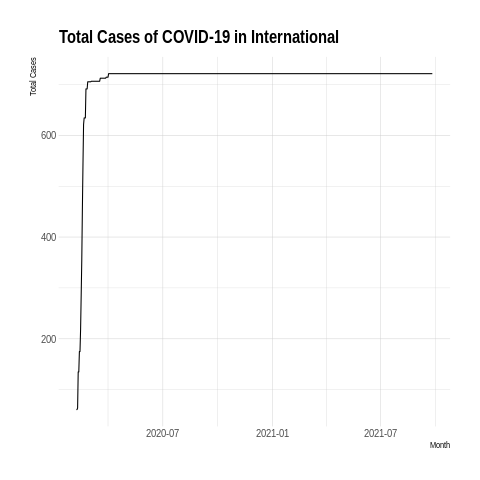 Total Cases of COVID-19 in International
Total Cases
600
400
200
2020-07
2021-01
2021-07
Month